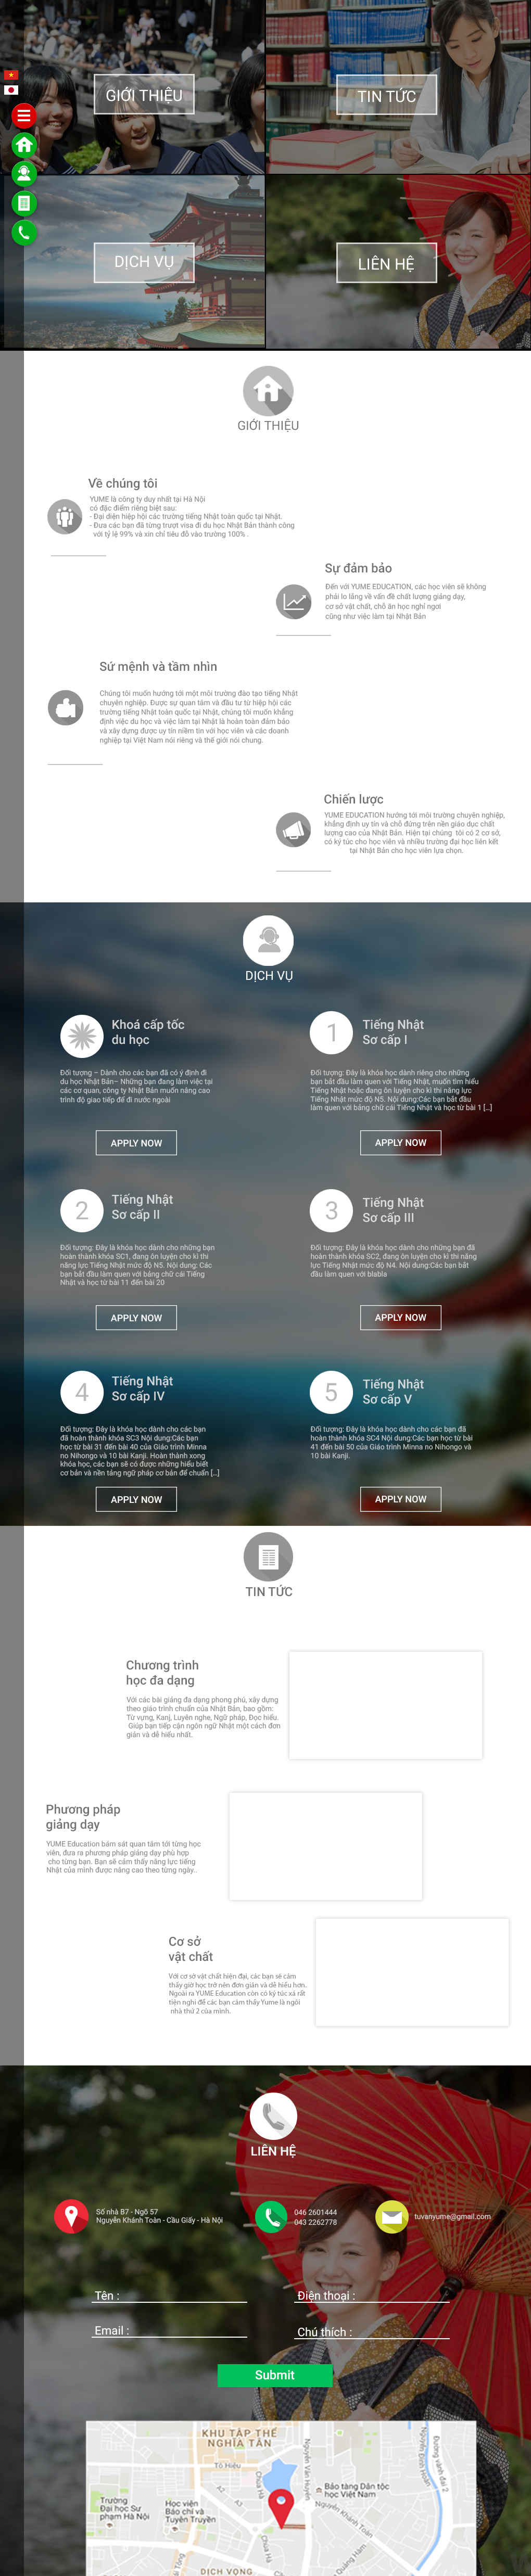 GIỚI THIỆU
TIN TỨC
DỊCH VỤ
LIÊN HỆ
GIỚI THIỆU
Về chúng tôi
YUME là công ty duy nhất tại Hà Nội
có đặc điểm riêng biệt sau:
- Đại diện hiệp hội các trường tiếng Nhật toàn quốc tại Nhật.
- Đưa các bạn đã từng trượt visa đi du học Nhật Bản thành công
với tỷ lệ 99% và xin chỉ tiêu đỗ vào trường 100% .
Sự đảm bảo
Đến với YUME EDUCATION, các học viên sẽ không
phải lo lắng về vấn đề chất lượng giảng dạy,
cơ sở vật chất, chỗ ăn học nghỉ ngơi
cũng như việc làm tại Nhật Bản
Sứ mệnh và tầm nhìn
Chúng tôi muốn hướng tới một môi trường đào tạo tiếng Nhật
chuyên nghiệp. Được sự quan tâm và đầu tư từ hiệp hội các
trường tiếng Nhật toàn quốc tại Nhật, chúng tôi muốn khẳng
định việc du học và việc làm tại Nhật là hoàn toàn đảm bảo
và xây dựng được uy tín niềm tin với học viên và các doanh
nghiệp tại Việt Nam nói riêng và thế giới nói chung.
Chiến lược
YUME EDUCATION hướng tới môi trường chuyên nghiệp,
khẳng định uy tín và chỗ đứng trên nền giáo dục chất
lượng cao của Nhật Bản. Hiện tại chúng tôi có 2 cơ sở,
có ký túc cho học viên và nhiều trường đại học liên kết
tại Nhật Bản cho học viên lựa chọn.
DỊCH VỤ
Khoá cấp tốc
du học
Đối tượng – Dành cho các bạn đã có ý định đi
du học Nhật Bản– Những bạn đang làm việc tại
các cơ quan, công ty Nhật Bản muốn nâng cao
trình độ giao tiếp để đi nước ngoài
APPLY NOW
1
Tiếng Nhật
Sơ cấp I
Đối tượng: Đây là khóa học dành riêng cho những
bạn bắt đầu làm quen với Tiếng Nhật, muốn tìm hiểu
Tiếng Nhật hoặc đang ôn luyện cho kì thi năng lực
Tiếng Nhật mức độ N5. Nội dung:Các bạn bắt đầu
làm quen với bảng chữ cái Tiếng Nhật và học từ bài 1 [...]
APPLY NOW
2
Tiếng Nhật
Sơ cấp II
Đối tượng: Đây là khóa học dành cho những bạn
hoàn thành khóa SC1, đang ôn luyện cho kì thi
năng lực Tiếng Nhật mức độ N5. Nội dung: Các
bạn bắt đầu làm quen với bảng chữ cái Tiếng
Nhật và học từ bài 11 đến bài 20
APPLY NOW
3
Tiếng Nhật
Sơ cấp III
Đối tượng: Đây là khóa học dành cho những bạn đã
hoàn thành khóa SC2, đang ôn luyện cho kì thi năng
lực Tiếng Nhật mức độ N4. Nội dung:Các bạn bắt
đầu làm quen với blabla
APPLY NOW
4
Tiếng Nhật
Sơ cấp IV
Đối tượng: Đây là khóa học dành cho các bạn
đã hoàn thành khóa SC3 Nội dung:Các bạn
học từ bài 31 đến bài 40 của Giáo trình Minna
no Nihongo và 10 bài Kanji. Hoàn thành xong
khóa học, các bạn sẽ có được những hiểu biết
cơ bản và nền tảng ngữ pháp cơ bản để chuẩn [...]
APPLY NOW
5
Tiếng Nhật
Sơ cấp V
Đối tượng: Đây là khóa học dành cho các bạn đã
hoàn thành khóa SC4 Nội dung:Các bạn học từ bài
41 đến bài 50 của Giáo trình Minna no Nihongo và
10 bài Kanji.
APPLY NOW
TIN TỨC
Chương trình
học đa dạng
Với các bài giảng đa dạng phong phú, xây dựng
theo giáo trình chuẩn của Nhật Bản, bao gồm:
Từ vựng, Kanj, Luyên nghe, Ngữ pháp, Đọc hiểu.
Giúp bạn tiếp cận ngôn ngữ Nhật một cách đơn
giản và dễ hiểu nhất.
Phương pháp
giảng dạy
YUME Education bám sát quan tâm tới từng học
viên, đưa ra phương pháp giảng dạy phù hợp
cho từng bạn. Bạn sẽ cảm thấy năng lực tiếng
Nhật của mình được nâng cao theo từng ngày..
Cơ sở
vật chất
Với cơ sở vật chất hiện đại, các bạn sẽ cảm
thấy giờ học trở nên đơn giản và dễ hiểu hơn.
Ngoài ra YUME Education còn có ký túc xá rất
tiện nghi để các bạn cảm thấy Yume là ngôi
nhà thứ 2 của mình.
LIÊN HỆ
Số nhà B7 - Ngõ 57
Nguyễn Khánh Toàn - Cầu Giấy - Hà Nội
046 2601444
043 2262778
tuvanyume@gmail.com
Tên :
Điện thoại :
Email :
Chú thích :
Submit
KHU TẬP THỂ
NGHĨA TÂN
Tô Hiệu
Nguyễn Văn Huyên
Đường vành đai 2
Bảo tàng Dân tộc
học Việt Nam
Trường
Đại học Sư
phạm Hà Nội
Học viện
Báo chí và
Tuyên Truyền
Nguyễn Khánh Toàn
Chùa Hà
DỊCH VỌNG